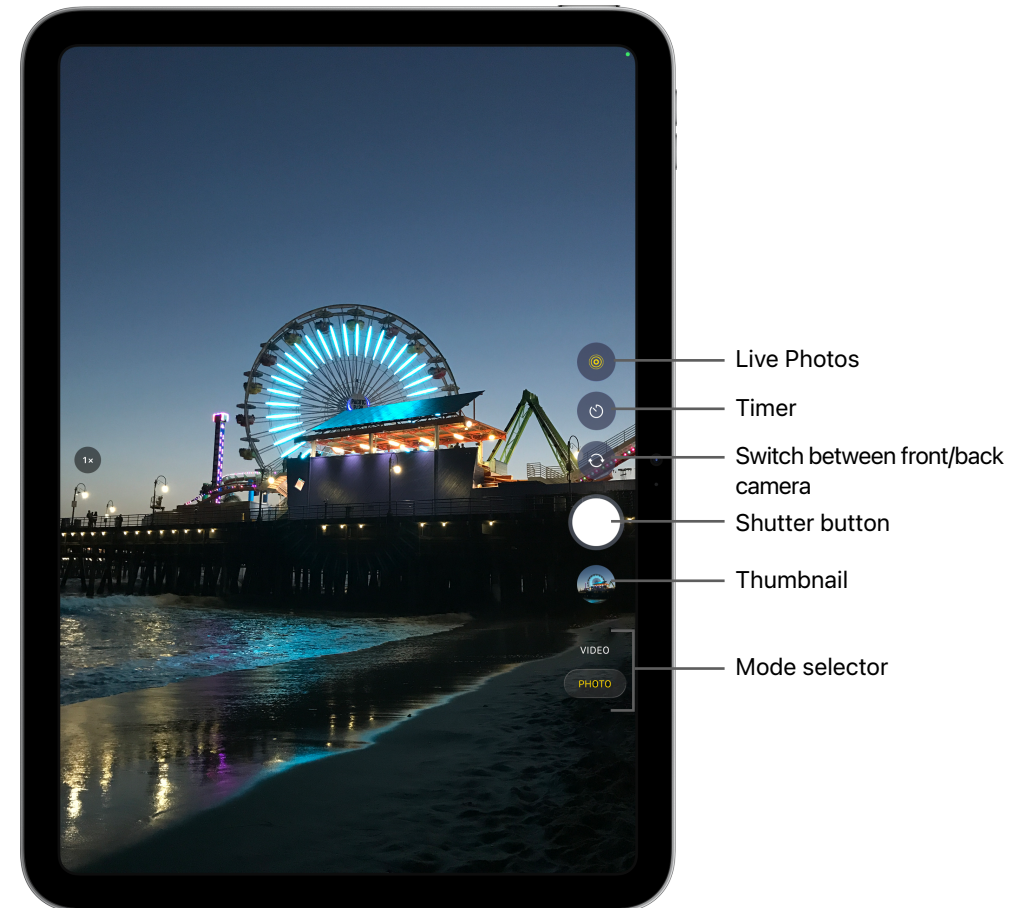 Live Photos
Timer
1×
Switch between front/back
camera
Shutter button
Thumbnail
VIDEO
PHOTO
Mode selector